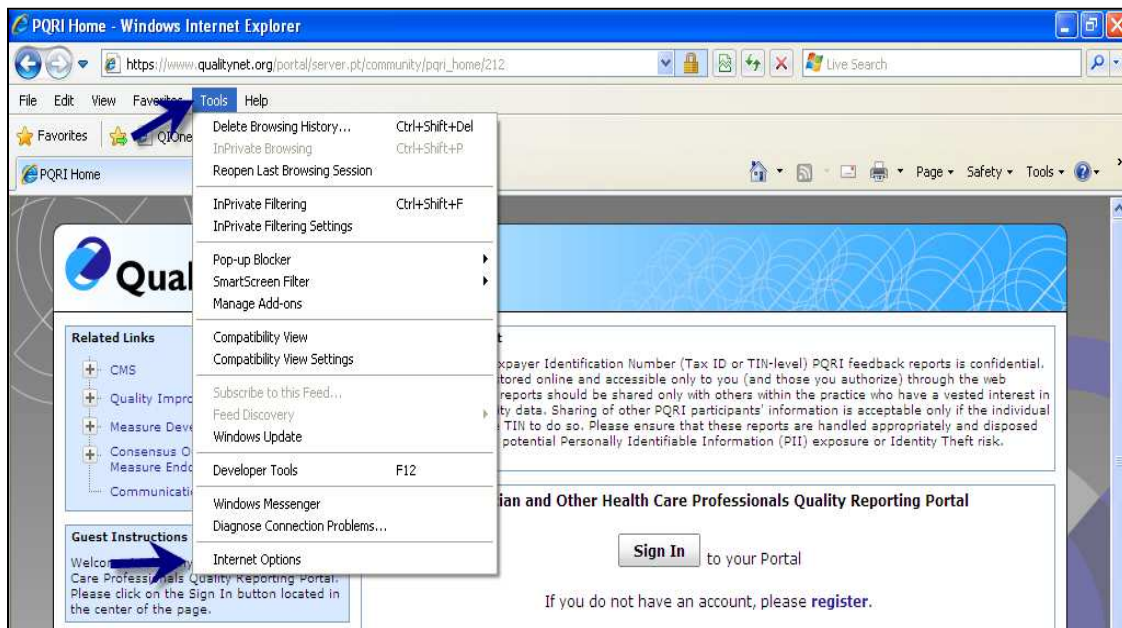 PQRI Home - Windows Internet Explorer
https://www.qualitynet.org/portal/server.pt/community/pqri_home/212
Live Search
File Edit View Favorites Tools Help
Favorites
PQRI Home
Page Safety Tools
Delete Browsing History... Ctrl+Shift+Del
InPrivate Browsing Ctrl+Shift+P
Reopen Last Browsing Session
InPrivate Filtering Ctrl+Shift+F
InPrivate Filtering Settings
Pop-up Blocker
SmartScreen Filter
Manage Add-ons
Compatibility View
Compatibility View Settings
Subscribe to this Feed...
Feed Discovery
Windows Update
Developer Tools F12
Windows Messenger
Diagnose Connection Problems...
Internet Options
Qual
Related Links
CMS
Quality Impro
Measure Deve
Consensus O
Measure Endo
Communicati
Guest Instructions
Care Professionals Quality Reporting Portal.
Please click on the Sign In button located in
the center of the page.
xpayer Identification Number (Tax ID or TIN-level) PQRI feedback reports is confidential.
tored online and accessible only to you (and those you authorize) through the web
reports should be shared only with others within the practice who have a vested interest in
ity data. Sharing of other PQRI participants' information is acceptable only if the individual
TIN to do so. Please ensure that these reports are handled appropriately and disposed
potential Personally Identifiable Information (PII) exposure or Identity Theft risk.
ian and Other Health Care Professionals Quality Reporting Portal
Sign In to your Portal
If you do not have an account, please register.